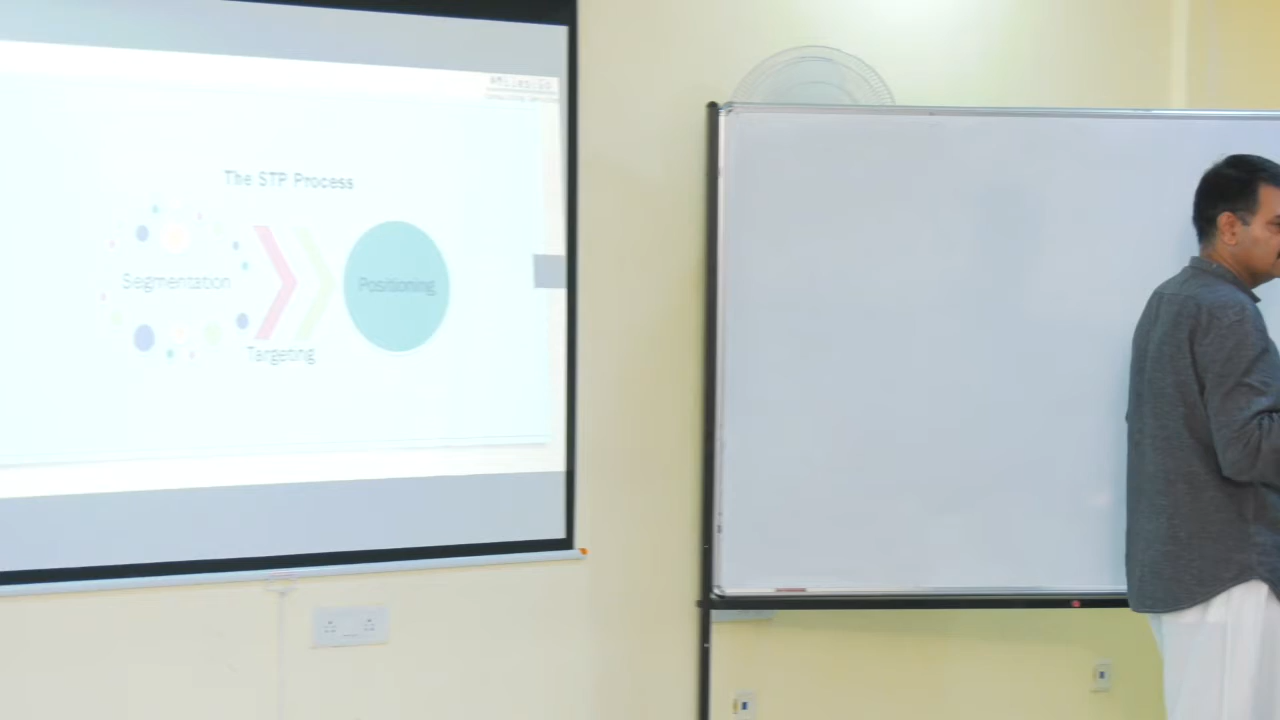 The STP Process
Segmentation
Positioning
Targeting